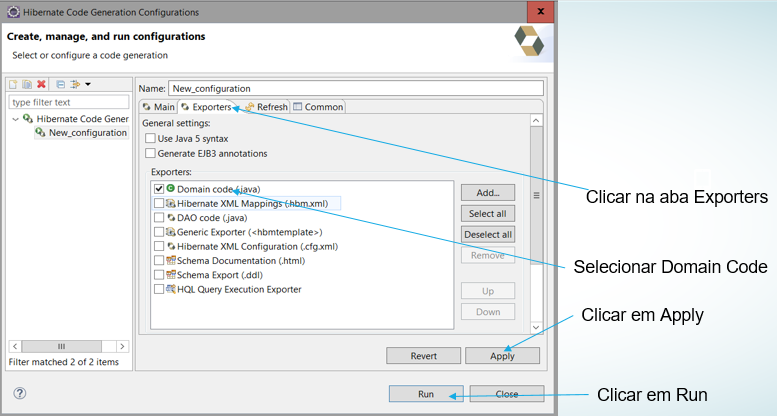 Hibernate Code Generation Configurations
Create, manage, and run configurations
Select or configure a code generation
type filter text
Hibernate Code Gener
New_configuration
Filter matched 2 of 2 items
Name: New_configuration
Main Exporters Refresh Common
General settings:
Use Java 5 syntax
Generate EJB3 annotations
Exporters:
Domain code (.java)
Hibernate XML Mappings (.hbm.xml)
DAO code (.java)
Generic Exporter (<hbmtemplate>)
Hibernate XML Configuration (.cfg.xml)
Schema Documentation (.html)
Schema Export (.ddl)
HQL Query Execution Exporter
Add...
Select all
Deselect all
Remove
Up
Down
Revert Apply
Run Close
Clicar na aba Exporters
Selecionar Domain Code
Clicar em Apply
Clicar em Run